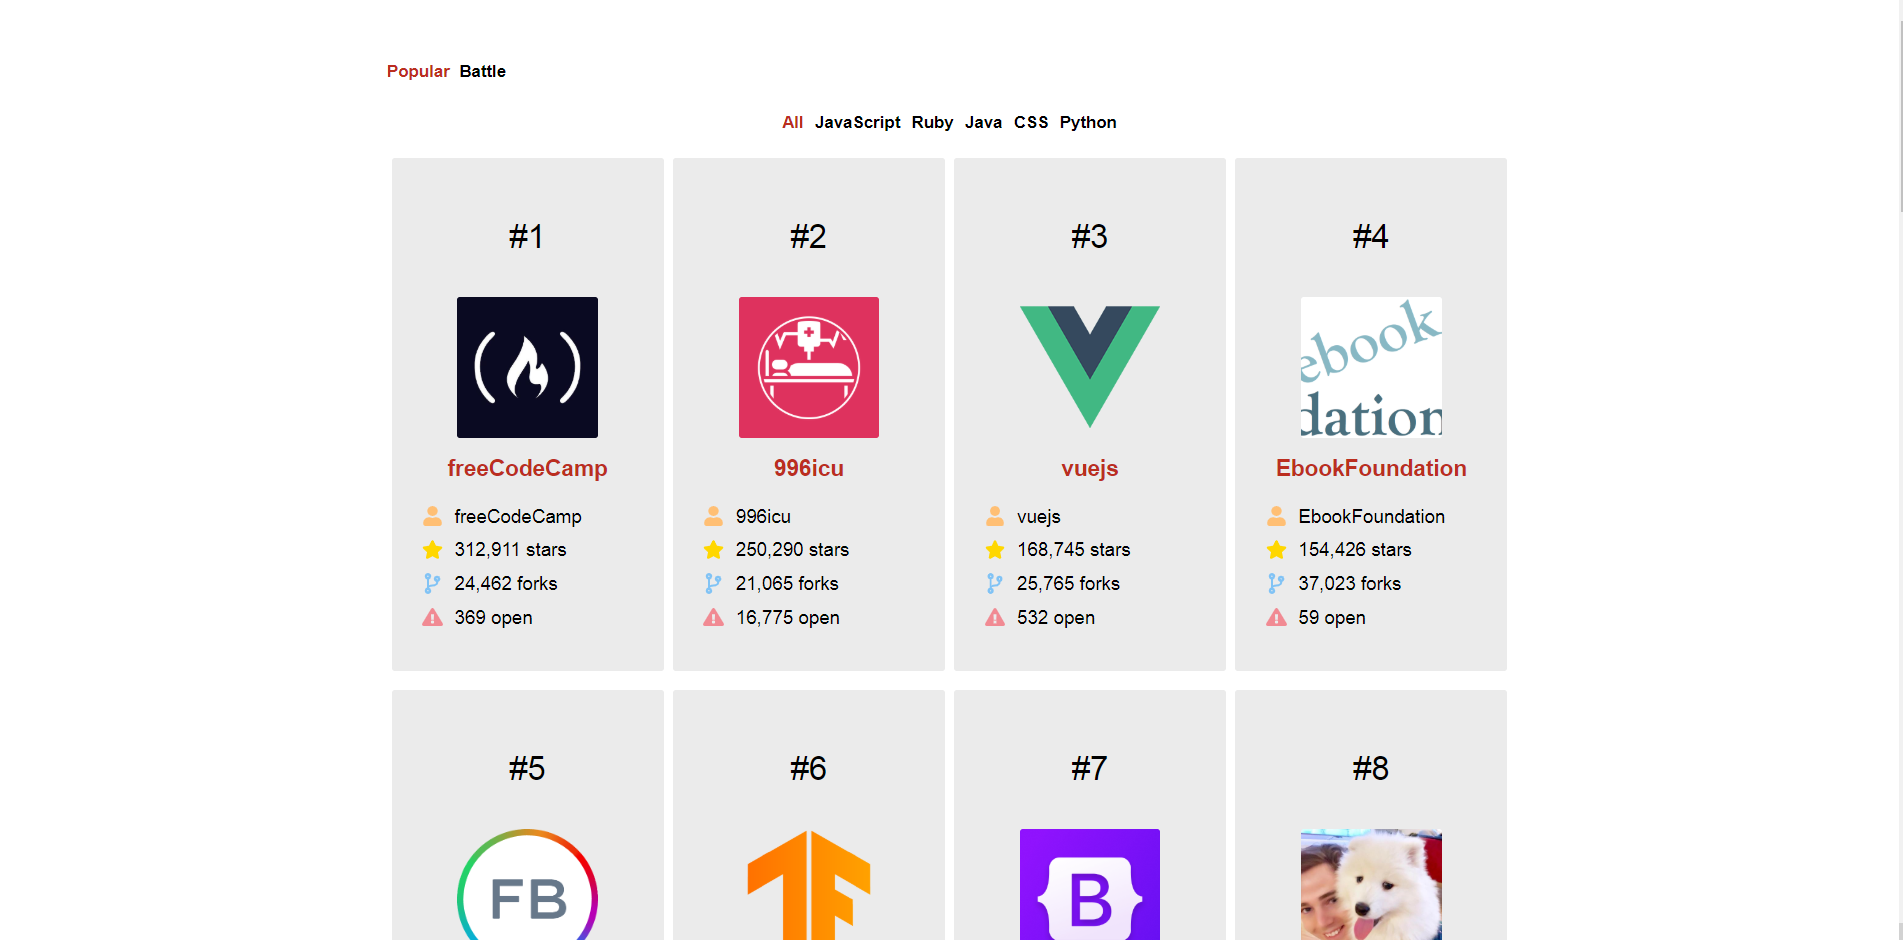 Popular Battle
All JavaScript Ruby Java CSS Python
#1
freeCodeCamp
freeCodeCamp
312,911 stars
24,462 forks
369 open
#2
996icu
996icu
250,290 stars
21,065 forks
16,775 open
#3
vuejs
vuejs
168,745 stars
25,765 forks
532 open
#4
ebook
dation
EbookFoundation
EbookFoundation
154,426 stars
37,023 forks
59 open
#5
FB
#6
#7
B
#8